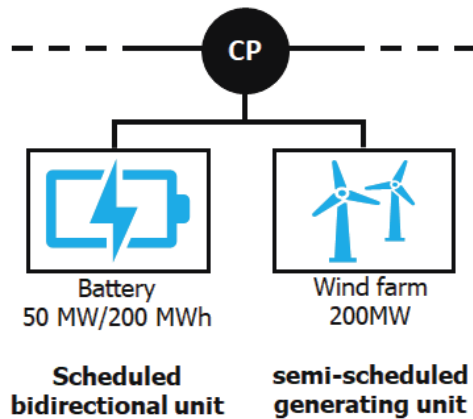 CP
Battery
50 MW/200 MWh
Wind farm
200MW
Scheduled
bidirectional unit
semi-scheduled
generating unit